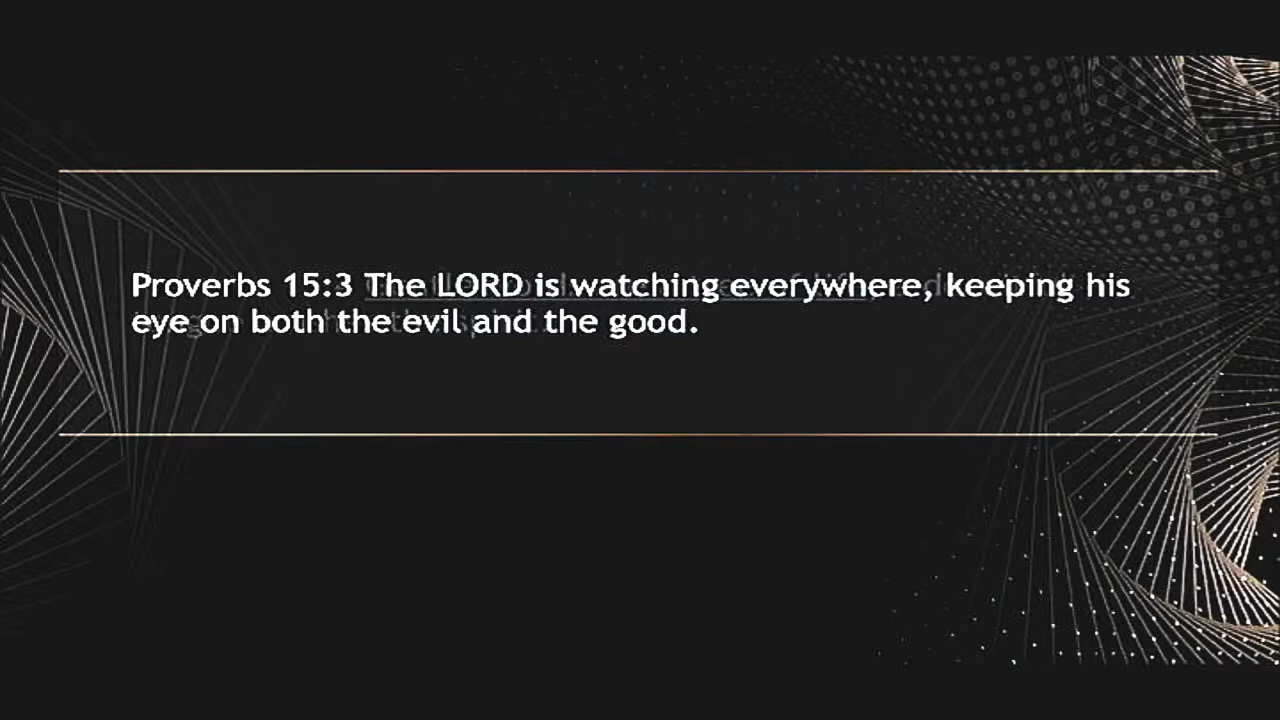 Proverbs 15:3 The LORD is watching everywhere, keeping his
eye on both the evil and the good.